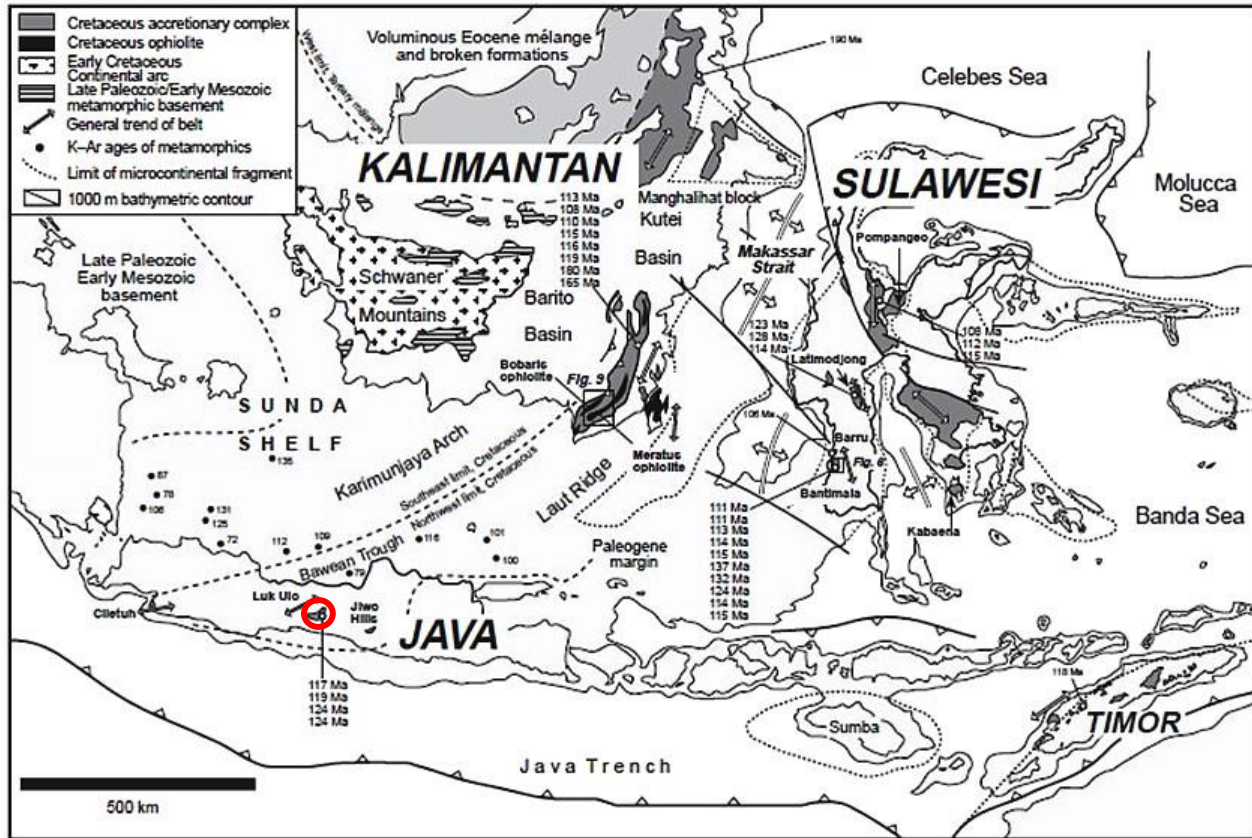 Cretaceous accretionary complex
Cretaceous ophiolite
Early Cretaceous
Continental arc
Late Paleozoic/Early Mesozoic
metamorphic basement
General trend of belt
K–Ar ages of metamorphics
Limit of microcontinental fragment
1000 m bathymetric contour
West limit, Tertiary mélange
Voluminous Eocene mélange
and broken formations
190 Ma
Celebes Sea
KALIMANTAN
SULAWESI
Molucca
Sea
Manghalihat block
Kutei
Basin
Makassar
Strait
Pompangeo
113 Ma
108 Ma
110 Ma
115 Ma
116 Ma
119 Ma
180 Ma
165 Ma
Late Paleozoic
Early Mesozoic
basement
Schwaner
Mountains
Barito
Basin
123 Ma
128 Ma
114 Ma
Latimodjong
108 Ma
112 Ma
115 Ma
Bobaris
ophiolite
Fig. 9
SUNDA
SHELF
135
Karimunjaya Arch
Southeast limit, Cretaceous
Northwest limit, Cretaceous
Meratus
ophiolite
Laut Ridge
106 Ma
Barru
Fig. 6
Bantimala
Kabaena
Banda Sea
87
78
106
131
125
72
112
109
116
101
100
79
Bawean Trough
Paleogene
margin
111 Ma
111 Ma
113 Ma
114 Ma
115 Ma
137 Ma
132 Ma
124 Ma
114 Ma
115 Ma
Ciletuh
Luk Ulo
Jiwo
Hills
JAVA
117 Ma
119 Ma
124 Ma
124 Ma
118 Ma
TIMOR
Sumba
Java Trench
500 km